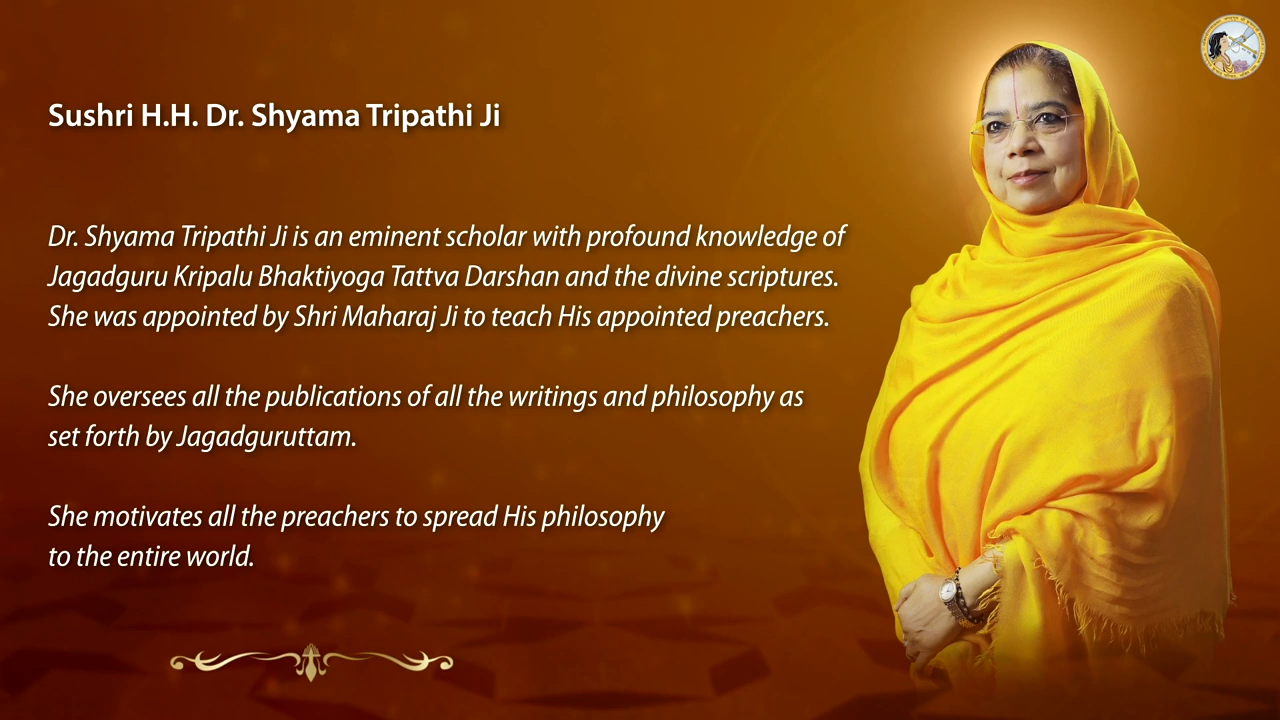 Sushri H.H. Dr. Shyama Tripathi Ji
Dr. Shyama Tripathi Ji is an eminent scholar with profound knowledge of
Jagadguru Kripalu Bhaktiyoga Tattva Darshan and the divine scriptures.
She was appointed by Shri Maharaj Ji to teach His appointed preachers.
She oversees all the publications of all the writings and philosophy as
set forth by Jagadguruttam.
She motivates all the preachers to spread His philosophy
to the entire world.